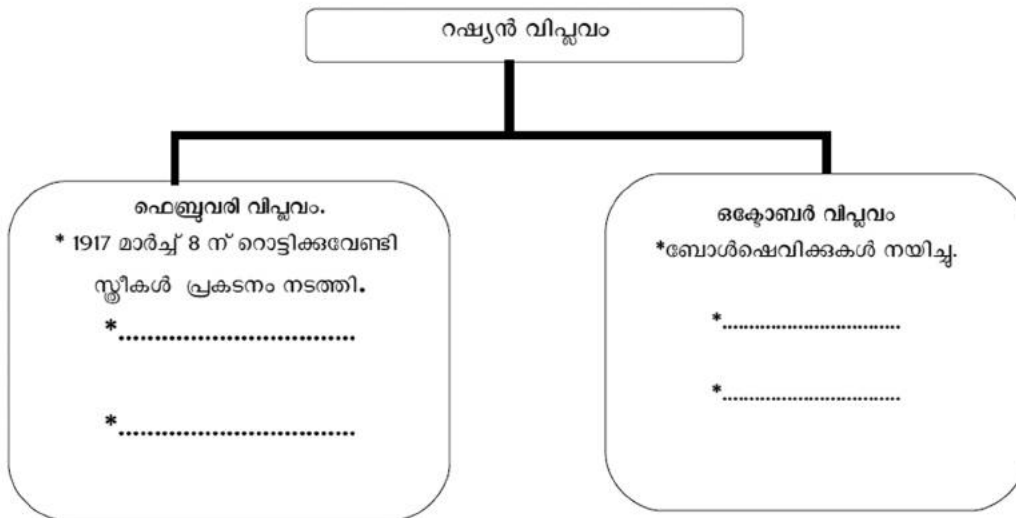 റഷ്യൻ വിപ്ലവം
ഫെബ്രുവരി വിപ്ലവം.
* 1917 മാർച്ച് 8 ന് റൊട്ടിക്കുവേണ്ടി
സ്ത്രീകൾ പ്രകടനം നടത്തി.
*................................
*................................
ഒക്ടോബർ വിപ്ലവം
*ബോൾഷെവിക്കുകൾ നയിച്ചു.
*.................................
*.................................